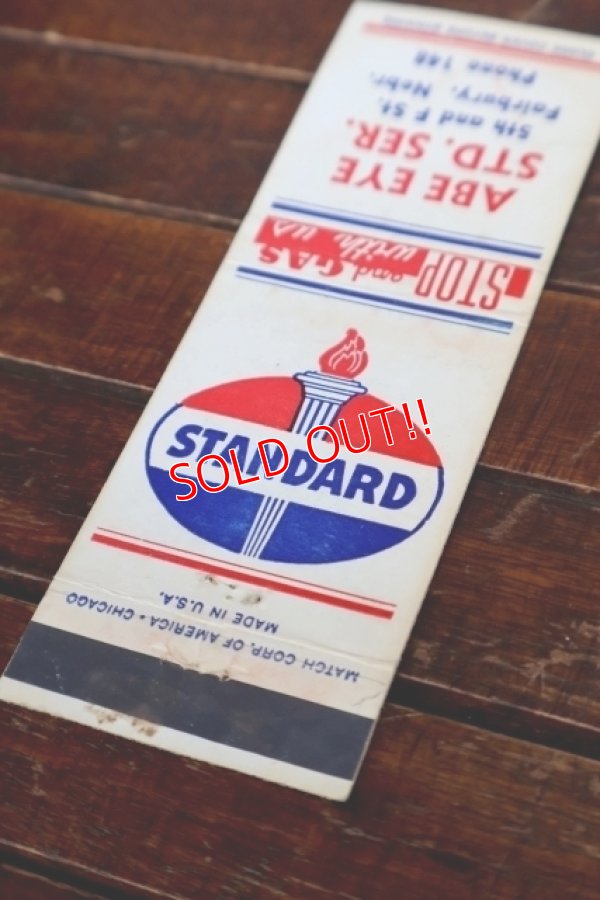 5th and F St.
Fairbury, Nebr.
Phone 148
ABE EYE
STD. SER.
STOP and GAS
with us
STANDARD
SOLD OUT!!
MADE IN U.S.A.
MATCH CORP. OF AMERICA • CHICAGO